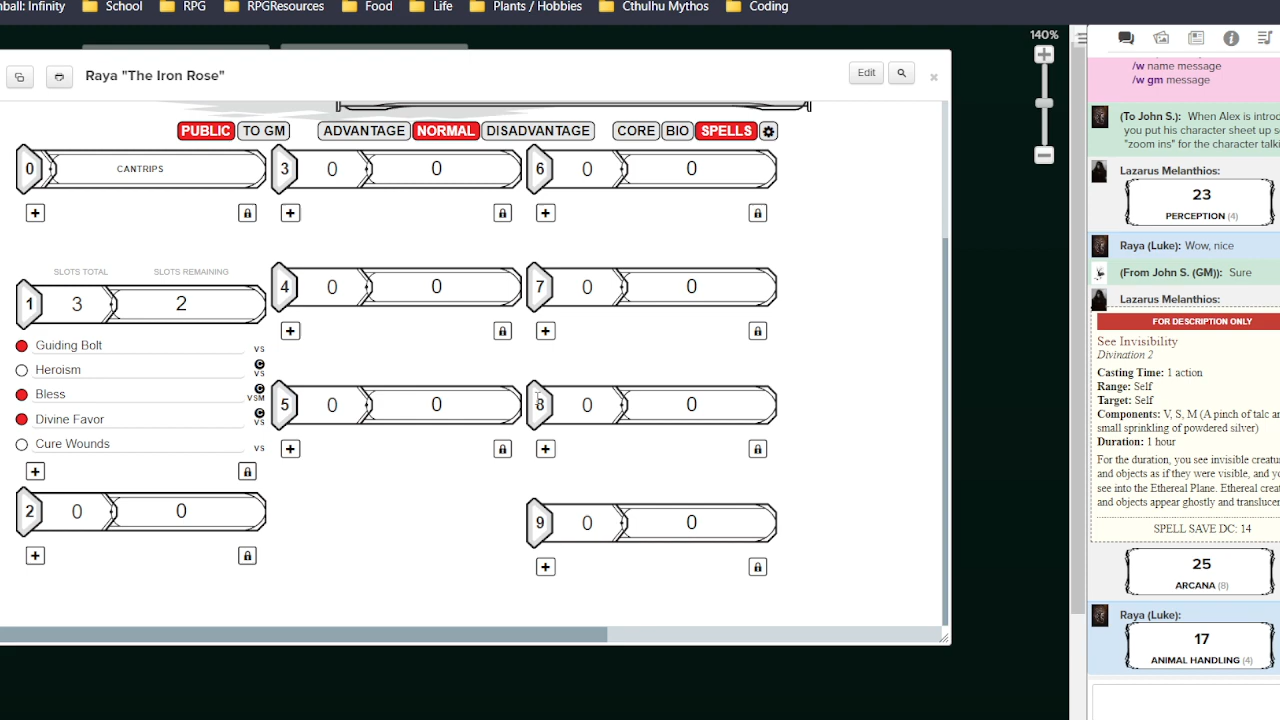 nball: Infinity School RPG RPGResources Food Life Plants / Hobbies Cthulhu Mythos Coding
140%
Raya "The Iron Rose"
Edit
PUBLIC TO GM ADVANTAGE NORMAL DISADVANTAGE CORE BIO SPELLS
0 CANTRIPS
3 0 0
6 0 0
SLOTS TOTAL SLOTS REMAINING
1 3 2
4 0 0
7 0 0
Guiding Bolt V S
Heroism C V S
Bless C V S M
Divine Favor C V S
Cure Wounds V S
5 0 0
8 0 0
2 0 0
9 0 0
/w name message
/w gm message
(To John S.): When Alex is introd
you put his character sheet up s
"zoom ins" for the character talki
Lazarus Melanthios:
23
PERCEPTION (4)
Raya (Luke): Wow, nice
(From John S. (GM)): Sure
Lazarus Melanthios:
FOR DESCRIPTION ONLY
See Invisibility
Divination 2
Casting Time: 1 action
Range: Self
Target: Self
Components: V, S, M (A pinch of talc an
small sprinkling of powdered silver)
Duration: 1 hour
For the duration, you see invisible creatu
and objects as if they were visible, and yo
see into the Ethereal Plane. Ethereal creat
and objects appear ghostly and translucen
SPELL SAVE DC: 14
25
ARCANA (8)
Raya (Luke):
17
ANIMAL HANDLING (4)